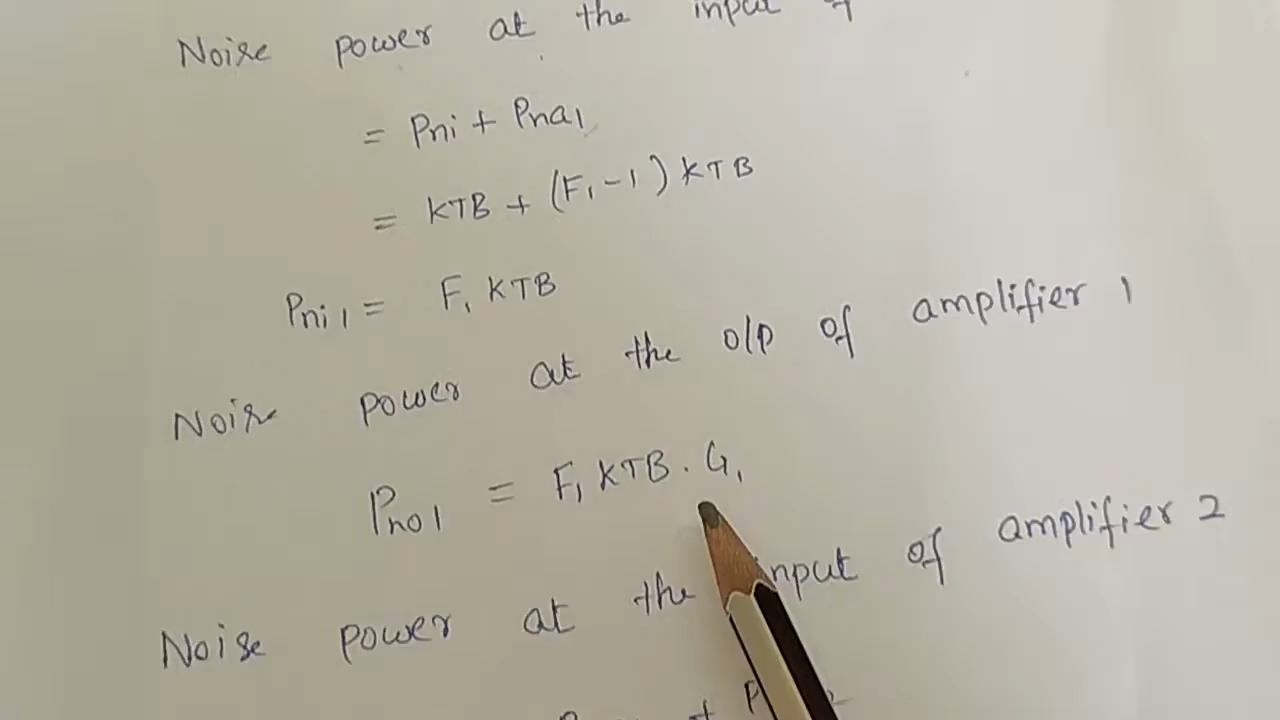 Noise power at the input
= Pni + Pna1
= KTB + (F1 - 1) KTB
Pni1 = F1 KTB
Noise power at the o/p of amplifier 1
Pno1 = F1 KTB . G1
Noise power at the input of amplifier 2
+ P